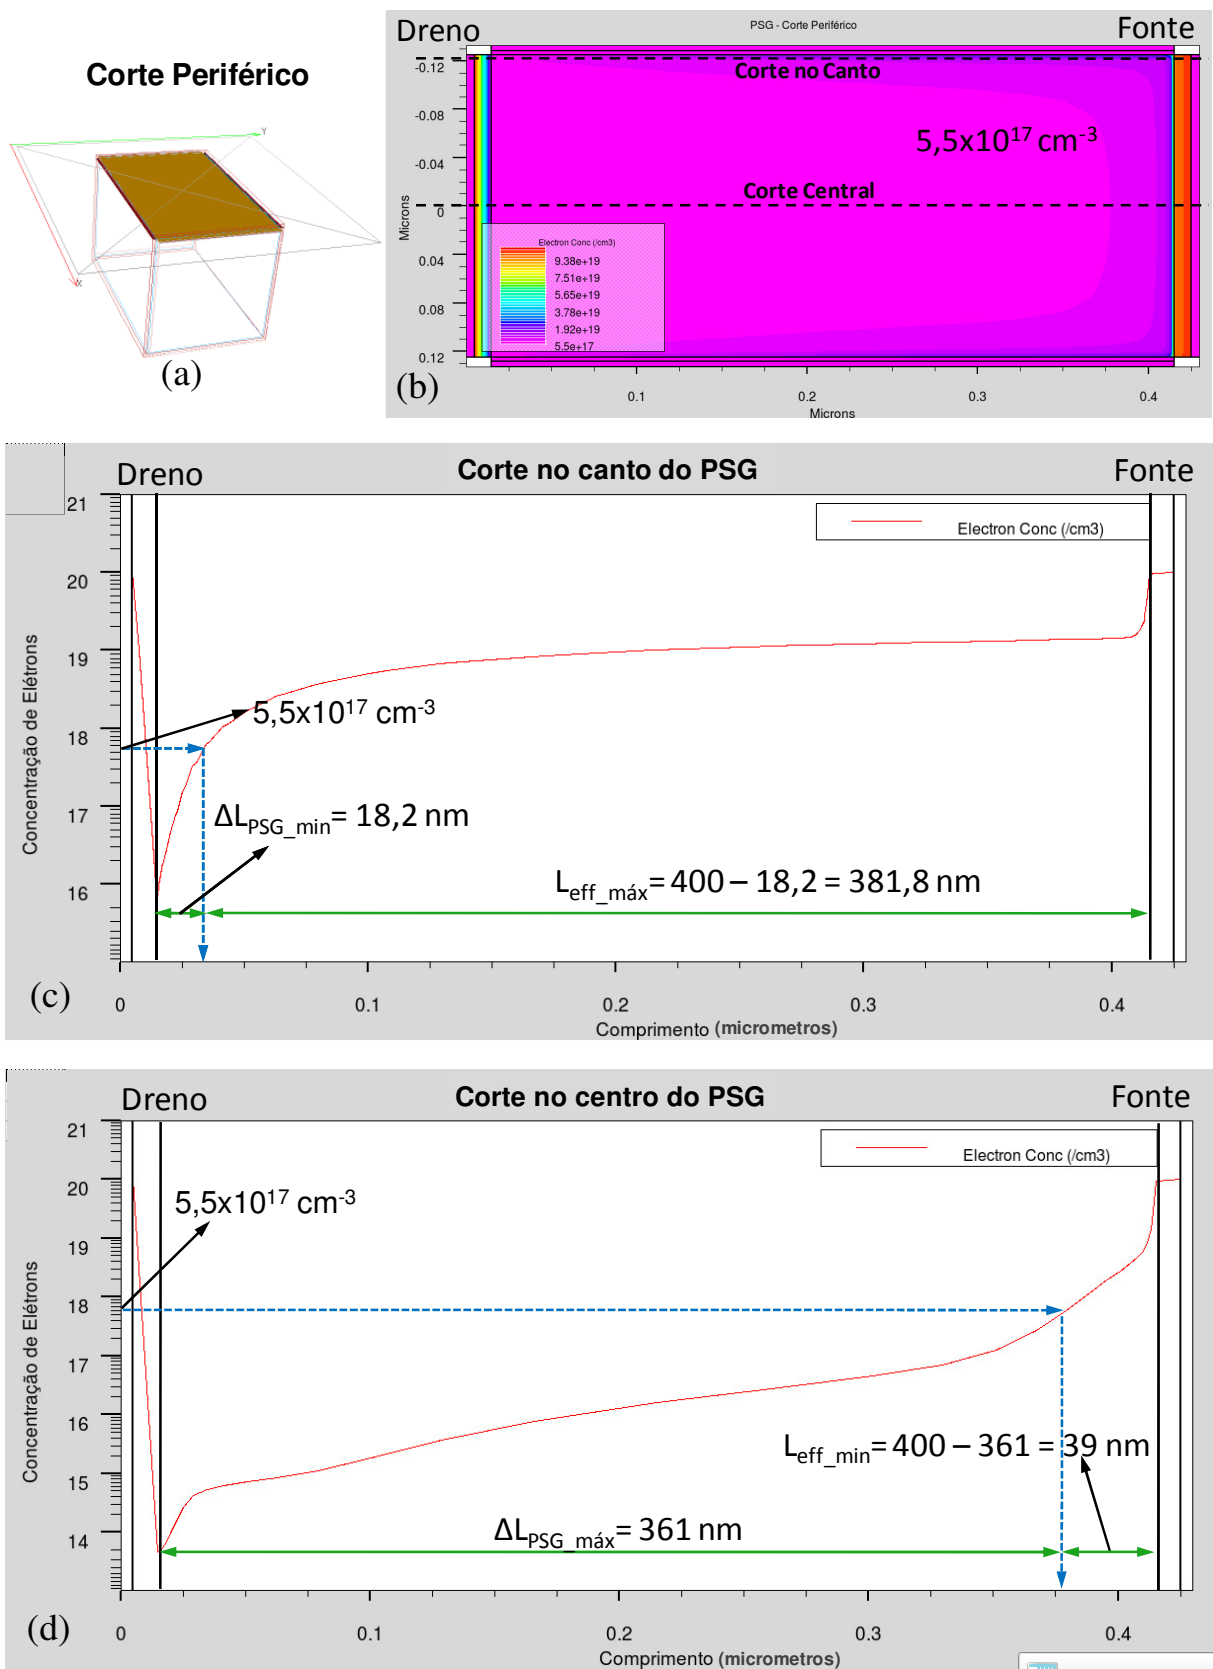 Corte Periférico
Y
X
(a)
Dreno
PSG - Corte Periférico
Fonte
-0.12
-0.08
-0.04
0
0.04
0.08
0.12
Microns
Corte no Canto
5,5x10¹⁷ cm⁻³
Corte Central
Electron Conc (/cm3)
9.38e+19
7.51e+19
5.65e+19
3.78e+19
1.92e+19
5.5e+17
(b)
0.1
0.2
0.3
0.4
Microns
Dreno
Corte no canto do PSG
Fonte
Electron Conc (/cm3)
21
20
19
18
17
16
Concentração de Elétrons
5,5x10¹⁷ cm⁻³
ΔL_PSG_min= 18,2 nm
L_eff_máx= 400 – 18,2 = 381,8 nm
(c)
0
0.1
0.2
0.3
0.4
Comprimento (micrometros)
Dreno
Corte no centro do PSG
Fonte
Electron Conc (/cm3)
21
20
19
18
17
16
15
14
Concentração de Elétrons
5,5x10¹⁷ cm⁻³
L_eff_min= 400 – 361 = 39 nm
ΔL_PSG_máx= 361 nm
(d)
0
0.1
0.2
0.3
0.4
Comprimento (micrometros)